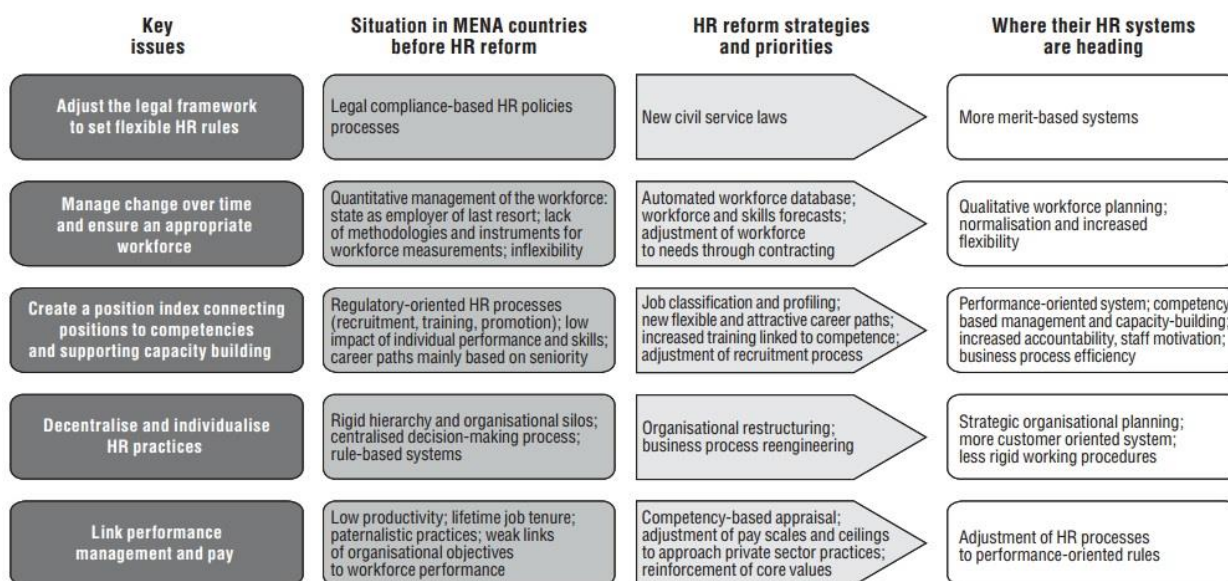 Key
issues
Situation in MENA countries
before HR reform
HR reform strategies
and priorities
Where their HR systems
are heading
Adjust the legal framework
to set flexible HR rules
Legal compliance-based HR policies
processes
New civil service laws
More merit-based systems
Manage change over time
and ensure an appropriate
workforce
Quantitative management of the workforce:
state as employer of last resort; lack
of methodologies and instruments for
workforce measurements; inflexibility
Automated workforce database;
workforce and skills forecasts;
adjustment of workforce
to needs through contracting
Qualitative workforce planning;
normalisation and increased
flexibility
Create a position index connecting
positions to competencies
and supporting capacity building
Regulatory-oriented HR processes
(recruitment, training, promotion); low
impact of individual performance and skills;
career paths mainly based on seniority
Job classification and profiling;
new flexible and attractive career paths;
increased training linked to competence;
adjustment of recruitment process
Performance-oriented system; competency
based management and capacity-building;
increased accountability, staff motivation;
business process efficiency
Decentralise and individualise
HR practices
Rigid hierarchy and organisational silos;
centralised decision-making process;
rule-based systems
Organisational restructuring;
business process reengineering
Strategic organisational planning;
more customer oriented system;
less rigid working procedures
Link performance
management and pay
Low productivity; lifetime job tenure;
paternalistic practices; weak links
of organisational objectives
to workforce performance
Competency-based appraisal;
adjustment of pay scales and ceilings
to approach private sector practices;
reinforcement of core values
Adjustment of HR processes
to performance-oriented rules